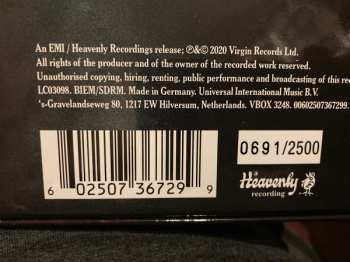 An EMI / Heavenly Recordings release; ℗&© 2020 Virgin Records Ltd.
All rights of the producer and of the owner of the recorded work reserved.
Unauthorised copying, hiring, renting, public performance and broadcasting of this rec
LC03098. BIEM/SDRM. Made in Germany. Universal International Music B.V.
's-Gravelandseweg 80, 1217 EW Hilversum, Netherlands. VBOX 3248. 00602507367299.
0691/2500
6 02507 36729 9
a
Heavenly
recording